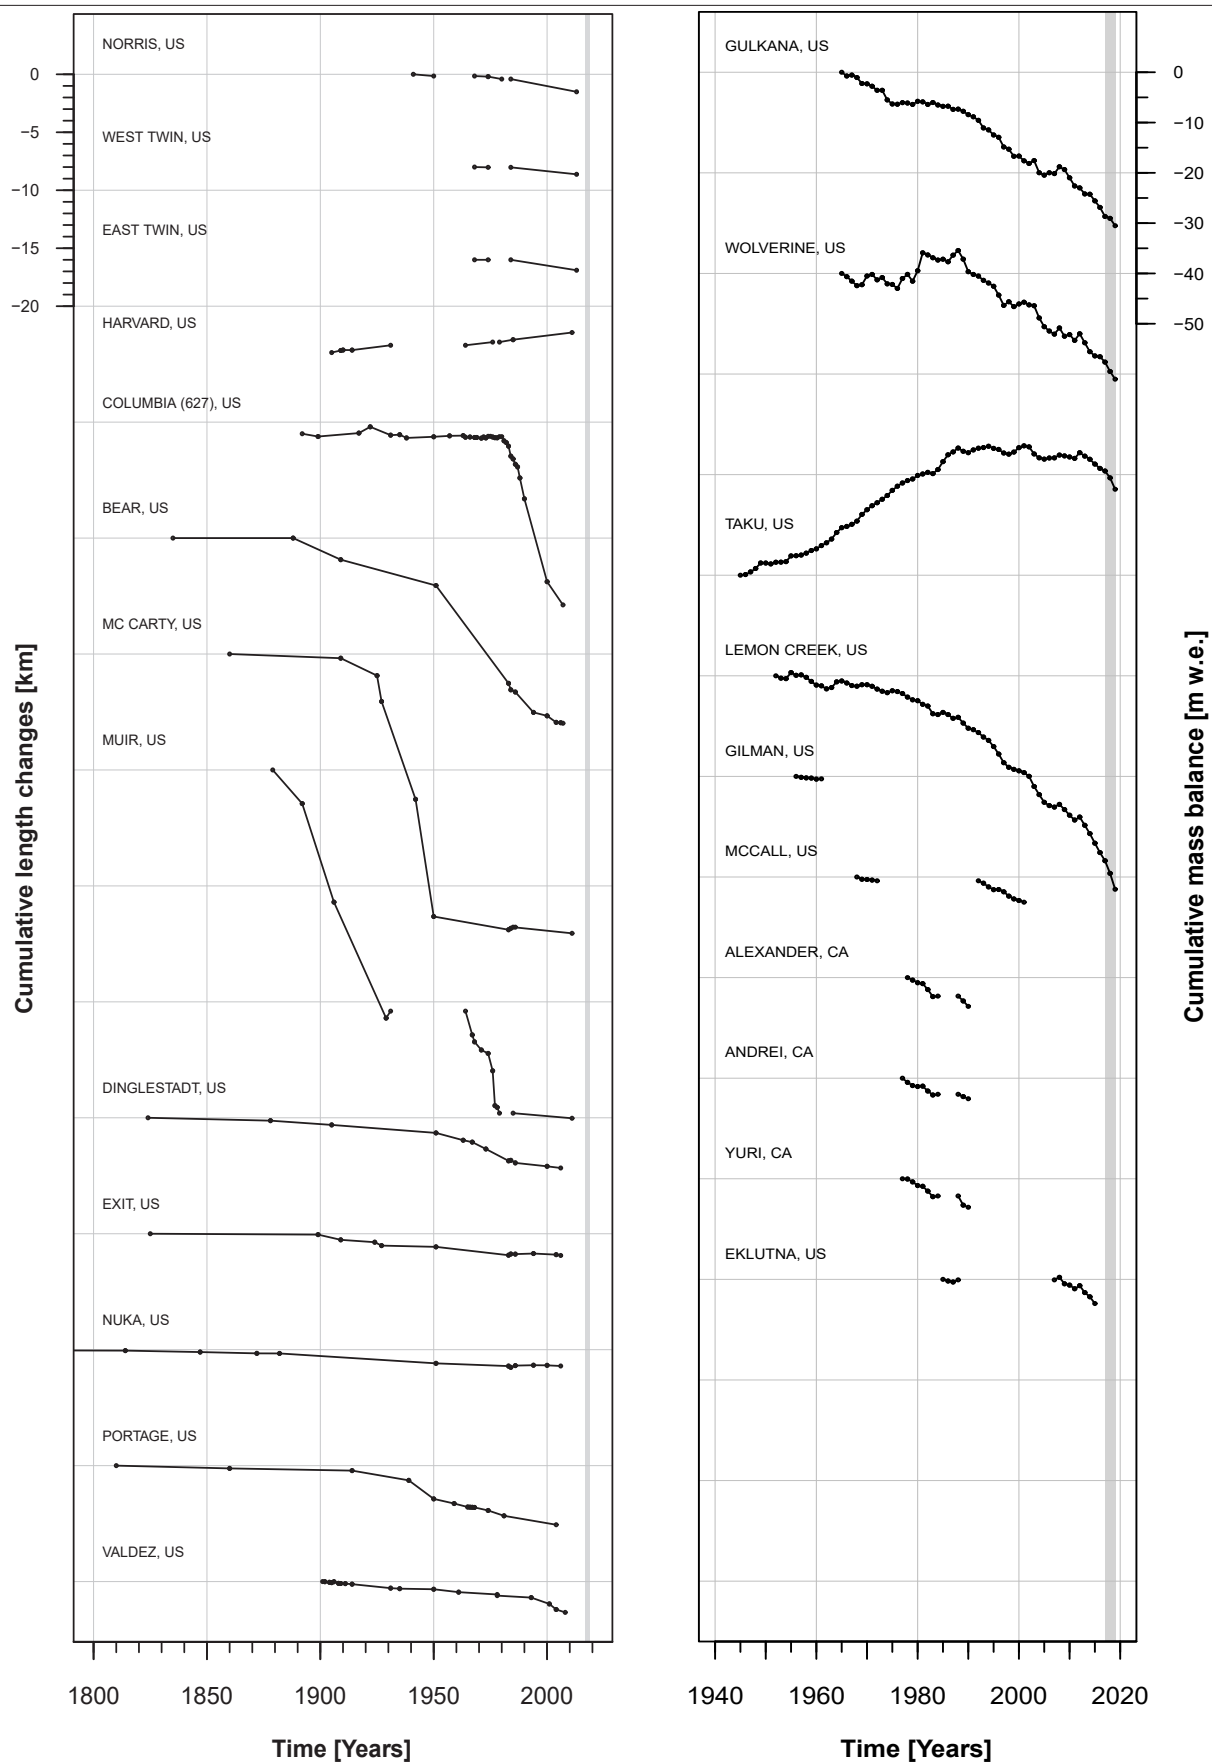 NORRIS, US
0
WEST TWIN, US
−5
−10
EAST TWIN, US
−15
−20
HARVARD, US
COLUMBIA (627), US
BEAR, US
MC CARTY, US
MUIR, US
DINGLESTADT, US
EXIT, US
NUKA, US
PORTAGE, US
VALDEZ, US
Cumulative length changes [km]
1800 1850 1900 1950 2000
Time [Years]
GULKANA, US
0
−10
−20
−30
WOLVERINE, US
−40
−50
TAKU, US
LEMON CREEK, US
GILMAN, US
MCCALL, US
ALEXANDER, CA
ANDREI, CA
YURI, CA
EKLUTNA, US
Cumulative mass balance [m w.e.]
1940 1960 1980 2000 2020
Time [Years]